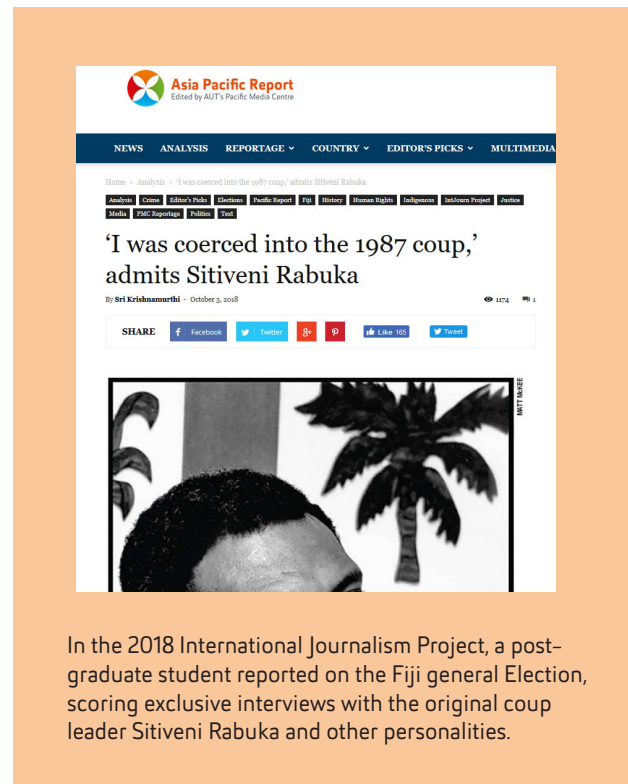 Asia Pacific Report
Edited by AUT's Pacific Media Centre
NEWS ANALYSIS REPORTAGE COUNTRY EDITOR'S PICKS MULTIMEDIA
Home › Analysis › 'I was coerced into the 1987 coup,' admits Sitiveni Rabuka
Analysis Crime Editor's Picks Elections Pacific Report Fiji History Human Rights Indigenous IntJourn Project Justice
Media PMC Reportage Politics Text
'I was coerced into the 1987 coup,'
admits Sitiveni Rabuka
By Sri Krishnamurthi - October 3, 2018 1174 1
SHARE Facebook Twitter Like 165 Tweet
MATT McKEE
In the 2018 International Journalism Project, a post-
graduate student reported on the Fiji general Election,
scoring exclusive interviews with the original coup
leader Sitiveni Rabuka and other personalities.